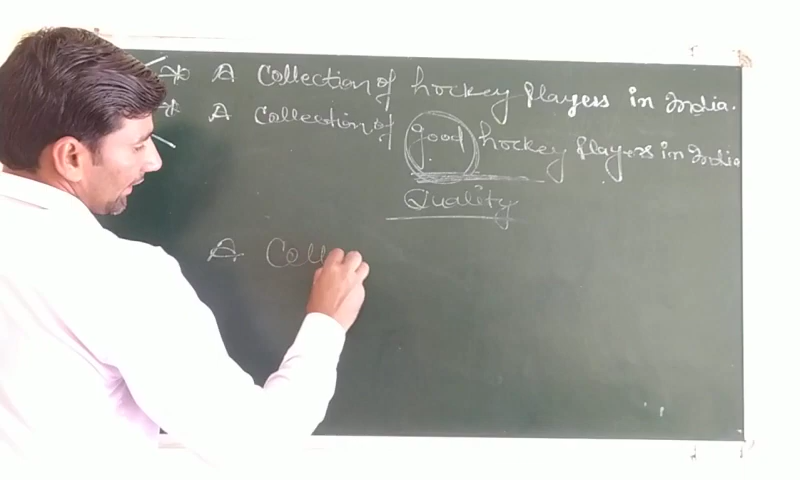 A Collection of hockey Players in India.
A Collection of good hockey Players in India
Quality
A Coll